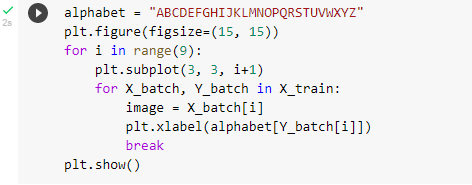 2s
alphabet = "ABCDEFGHIJKLMNOPQRSTUVWXYZ"
plt.figure(figsize=(15, 15))
for i in range(9):
    plt.subplot(3, 3, i+1)
    for X_batch, Y_batch in X_train:
        image = X_batch[i]
        plt.xlabel(alphabet[Y_batch[i]])
        break
plt.show()